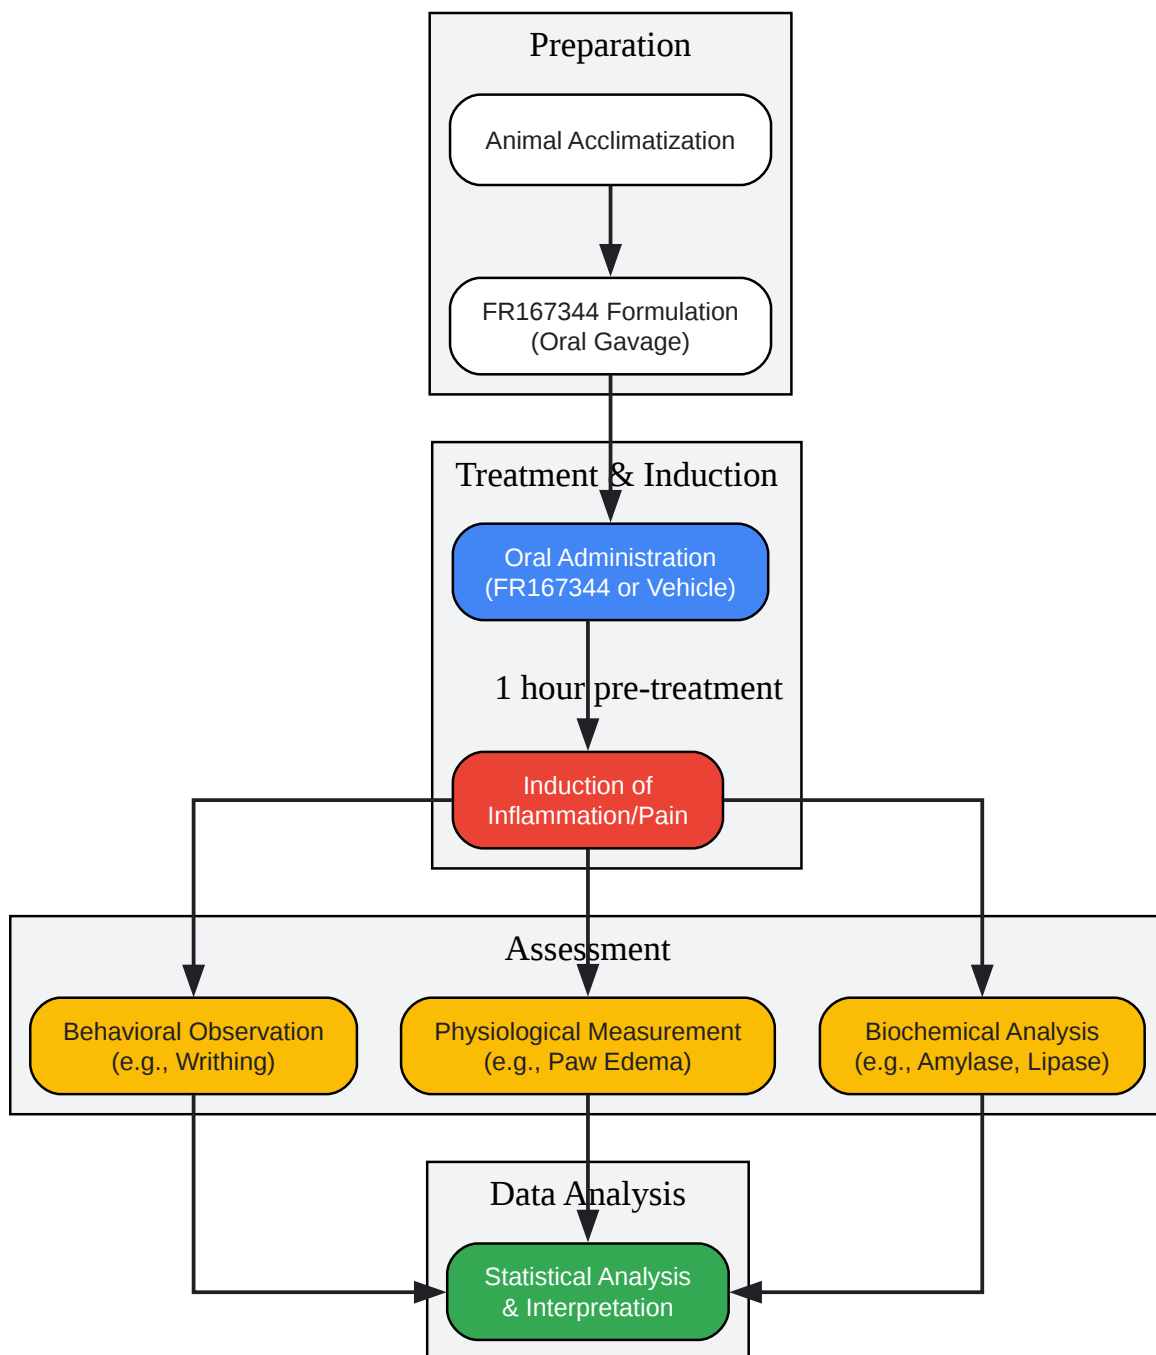 Preparation
Animal Acclimatization
FR167344 Formulation
(Oral Gavage)
Treatment & Induction
Oral Administration
(FR167344 or Vehicle)
1 hour pre-treatment
Induction of
Inflammation/Pain
Assessment
Behavioral Observation
(e.g., Writhing)
Physiological Measurement
(e.g., Paw Edema)
Biochemical Analysis
(e.g., Amylase, Lipase)
Data Analysis
Statistical Analysis
& Interpretation